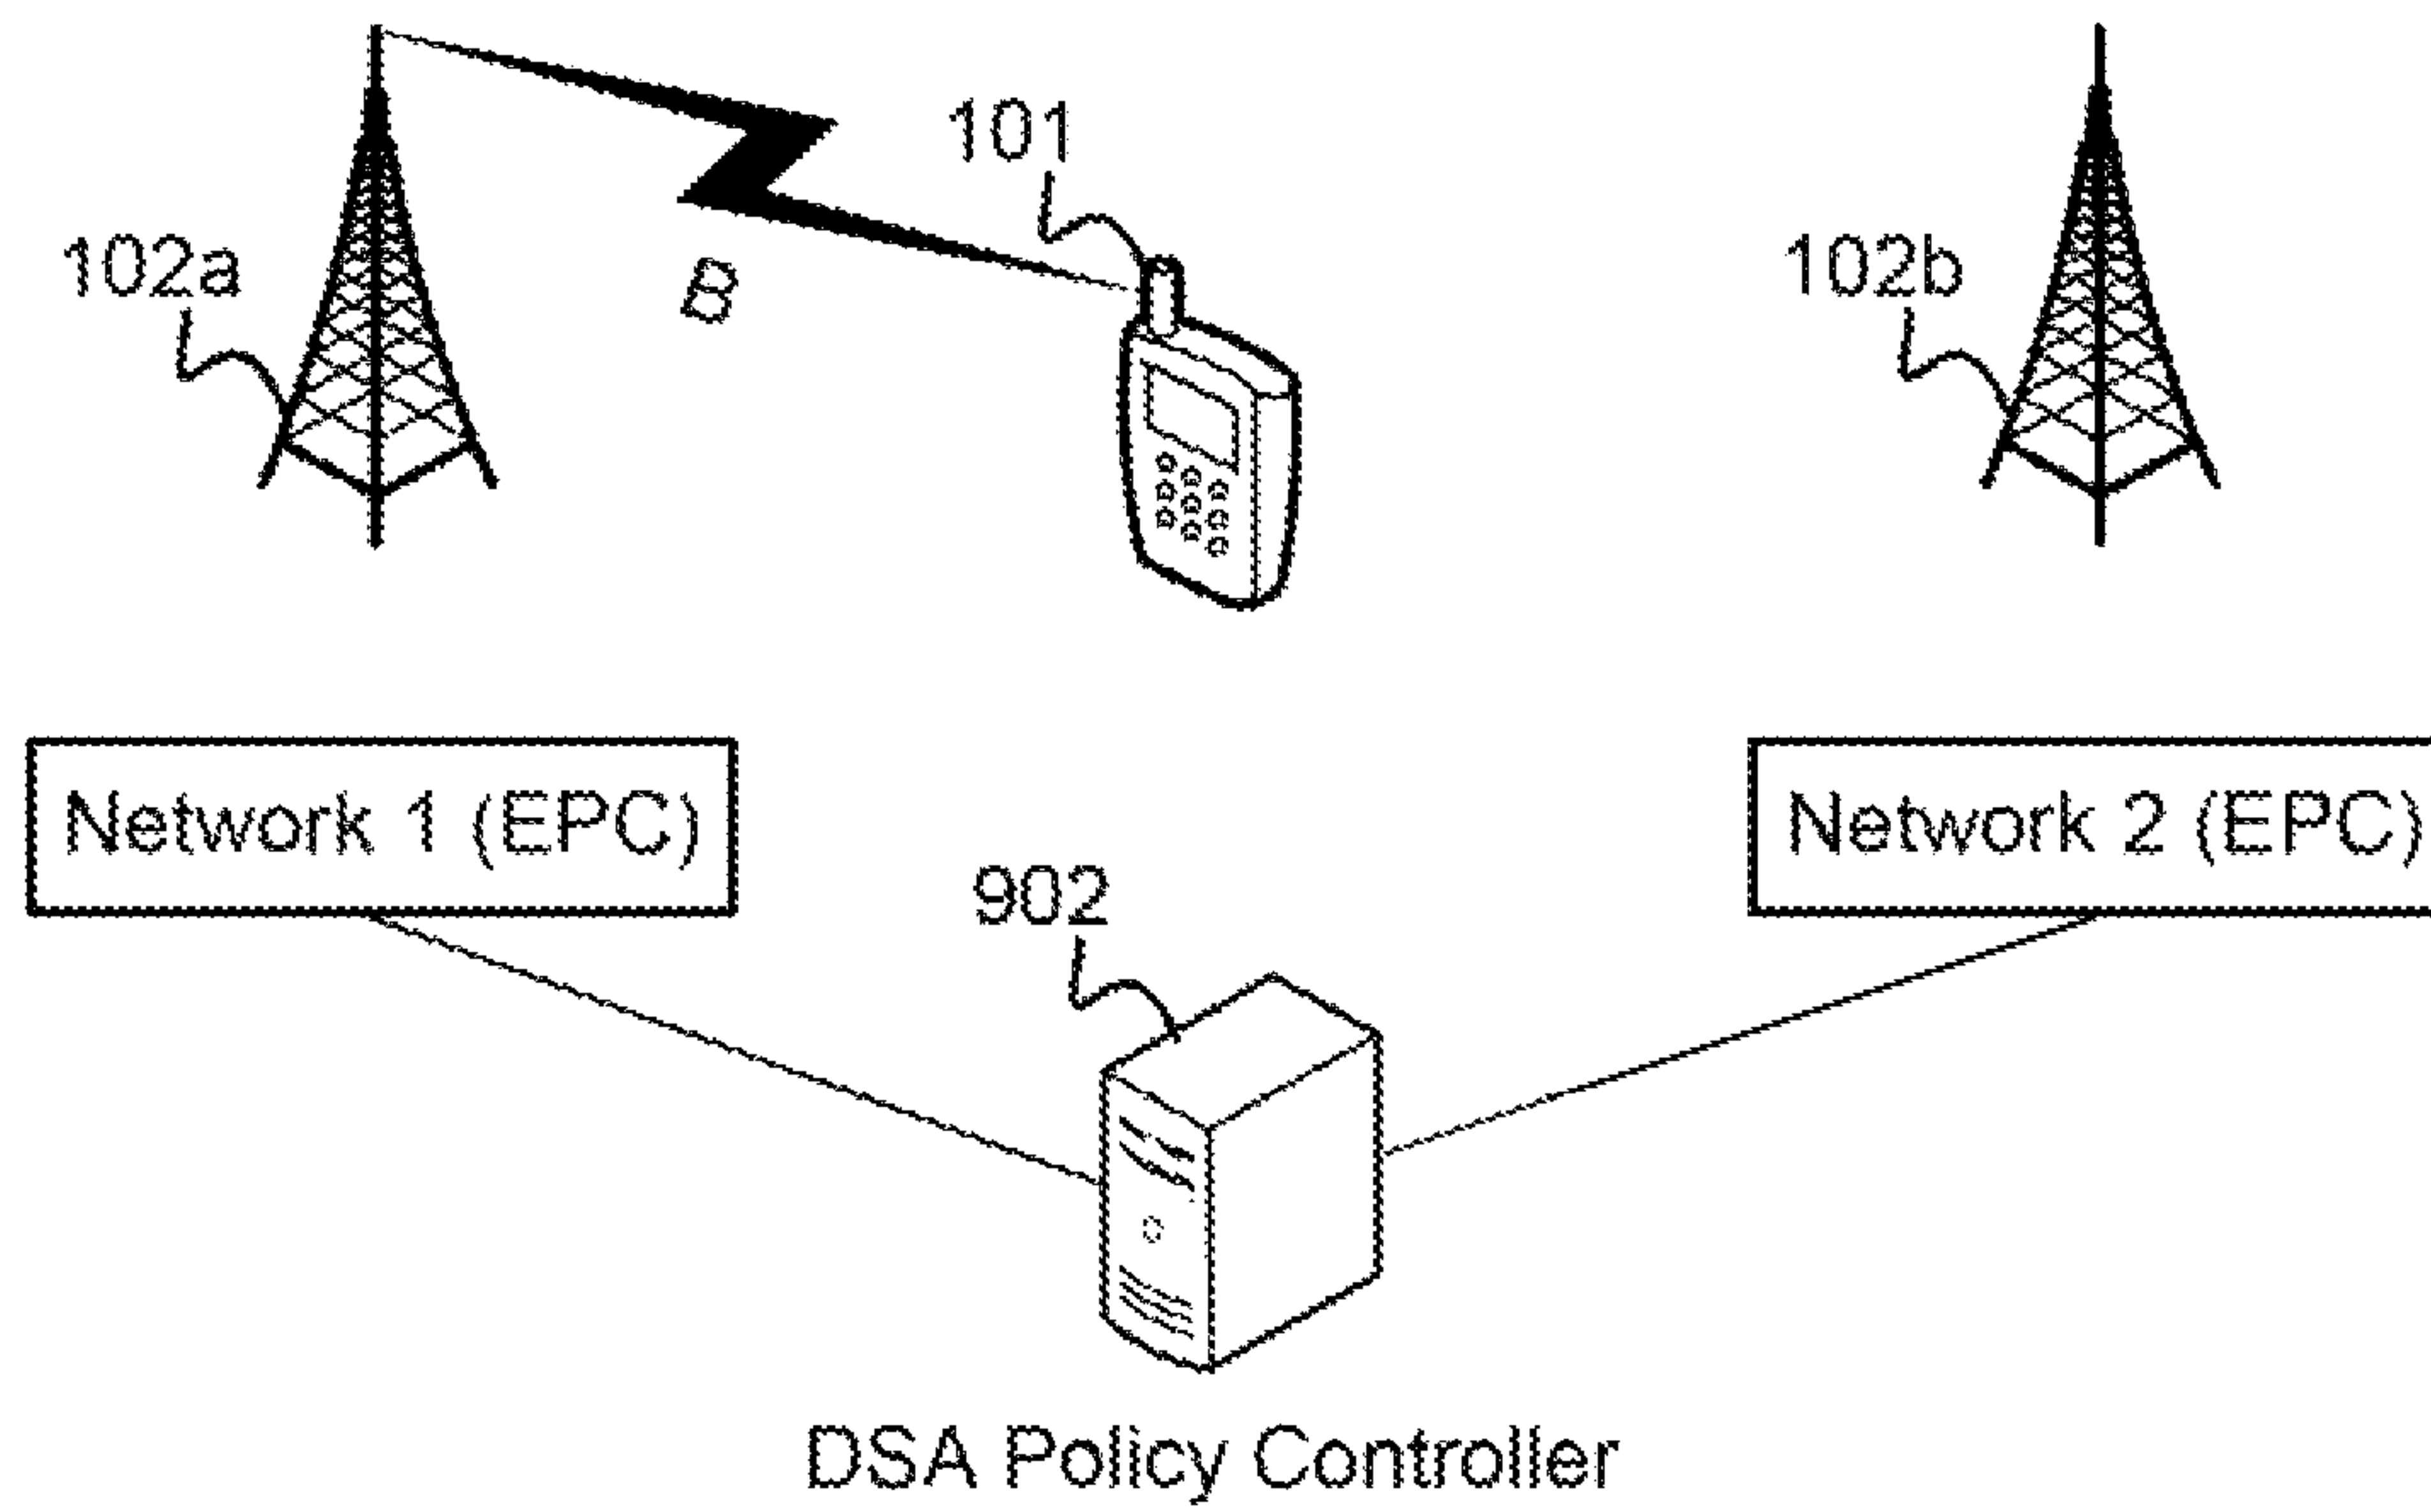 101
102a
102b
B
Network 1 (EPC)
Network 2 (EPC)
902
DSA Policy Controller